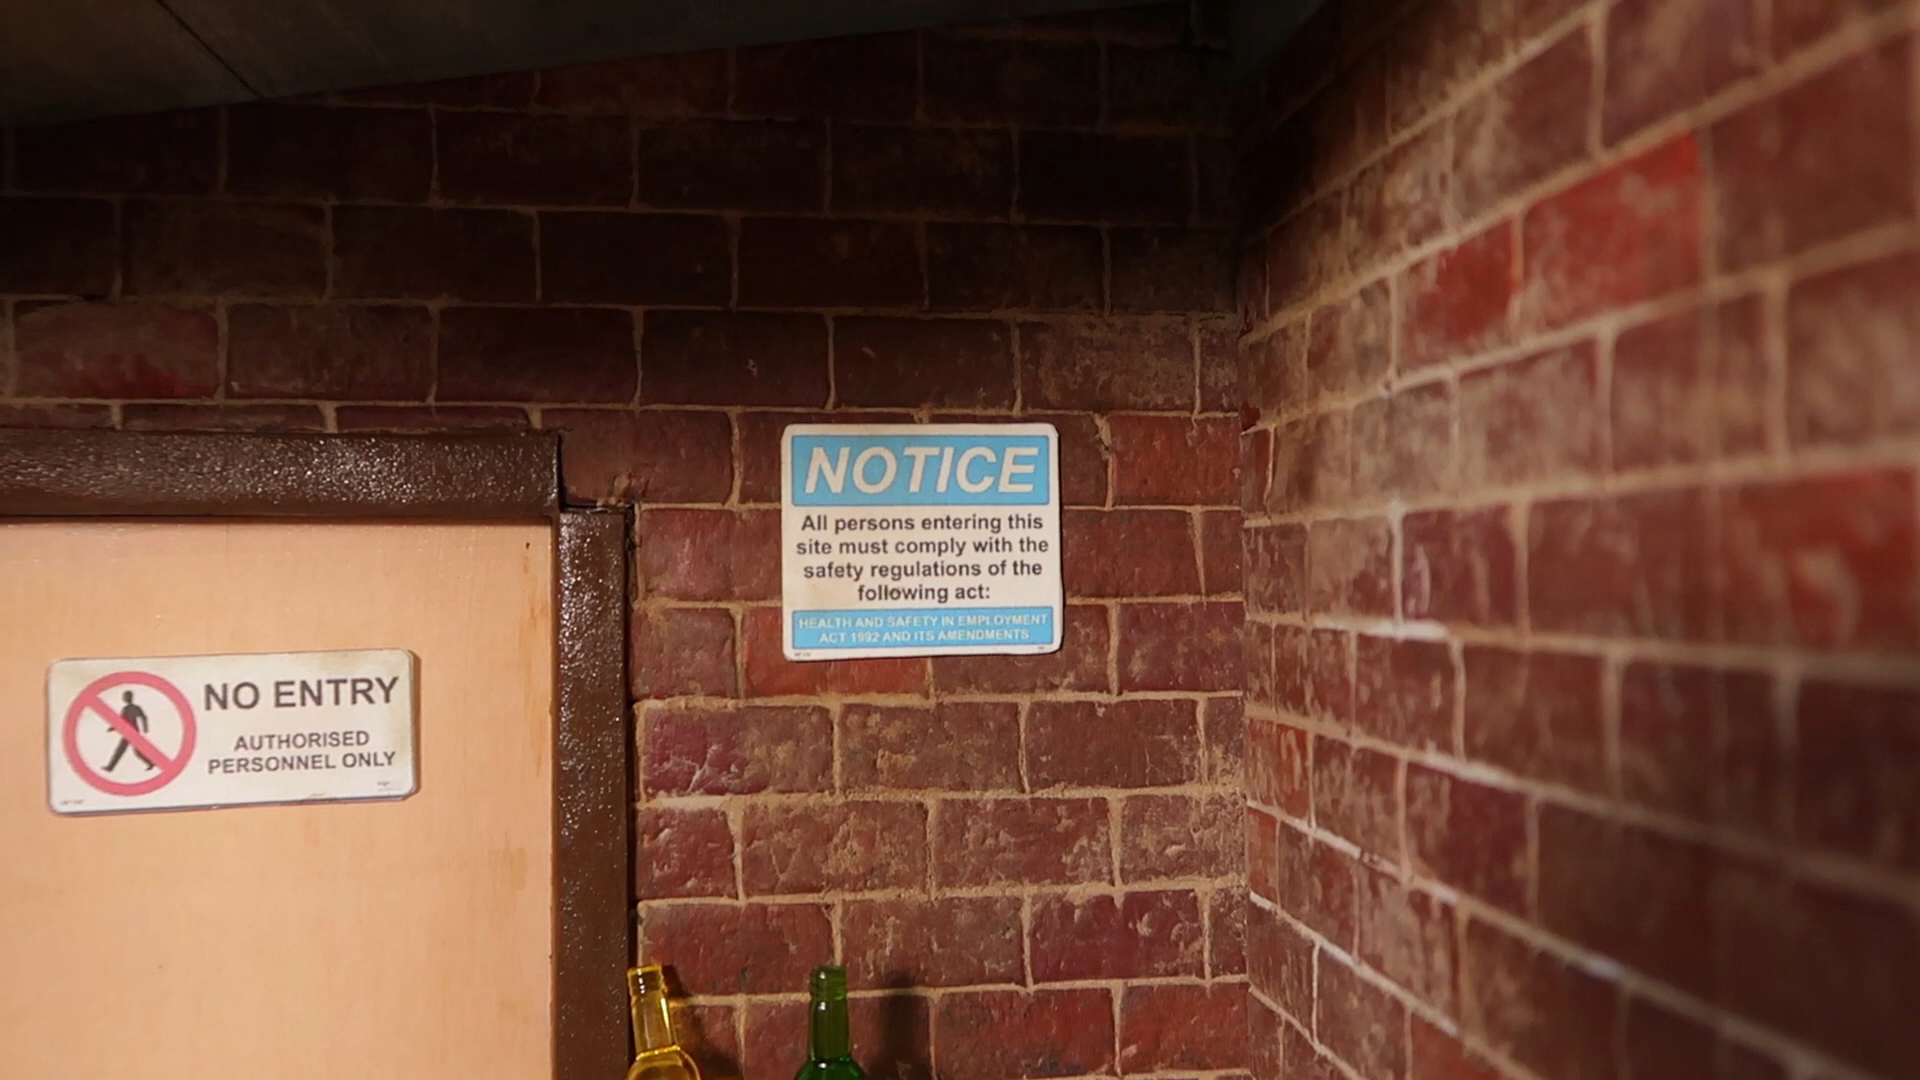 NOTICE
All persons entering this
site must comply with the
safety regulations of the
following act:
HEALTH AND SAFETY IN EMPLOYMENT
ACT 1992 AND ITS AMENDMENTS
NO ENTRY
AUTHORISED
PERSONNEL ONLY